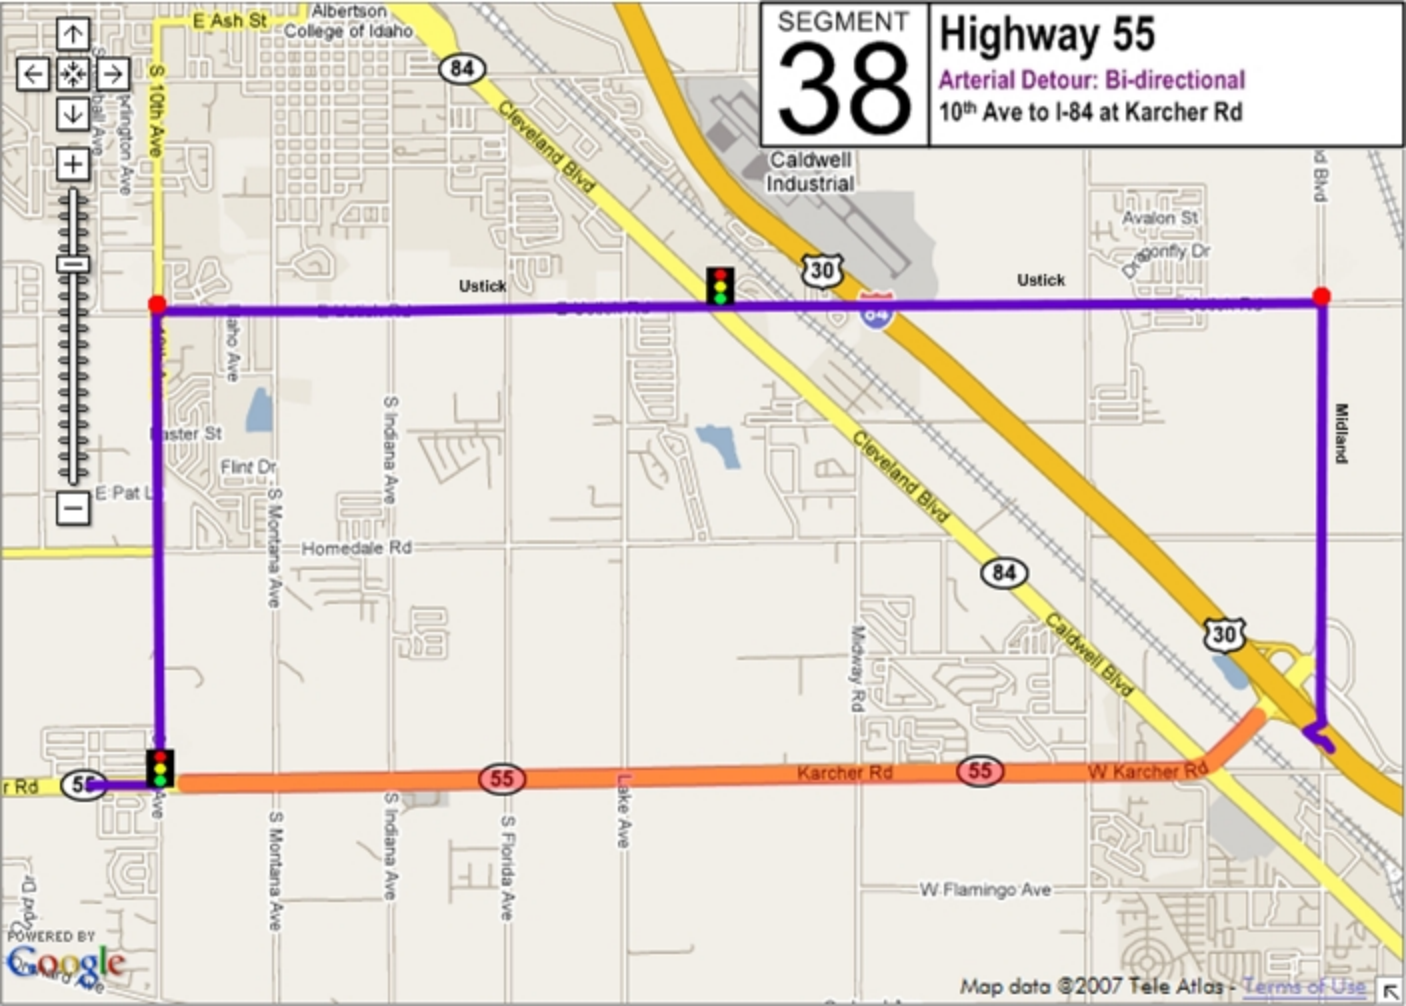 SEGMENT
38
Highway 55
Arterial Detour: Bi-directional
10th Ave to I-84 at Karcher Rd
E Ash St
Albertson
College of Idaho
84
S 10th Ave
Cleveland Blvd
Caldwell
Industrial
30
Avalon St
Dragonfly Dr
Ustick
Ustick
84
Midland
S Indiana Ave
Flint Dr
E Pat L
S Montana Ave
Homedale Rd
Cleveland Blvd
84
Midway Rd
Caldwell Blvd
30
r Rd
55
55
Karcher Rd
55
W Karcher Rd
Ave
Lake Ave
S Montana Ave
S Indiana Ave
S Florida Ave
W Flamingo Ave
POWERED BY
Google
Map data ©2007 Tele Atlas - Terms of Use